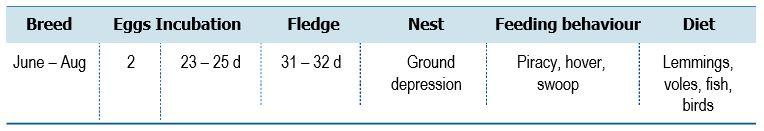 Breed Eggs Incubation Fledge Nest Feeding behaviour Diet
June – Aug 2 23 – 25 d 31 – 32 d Ground Piracy, hover, Lemmings,
depression swoop voles, fish,
birds